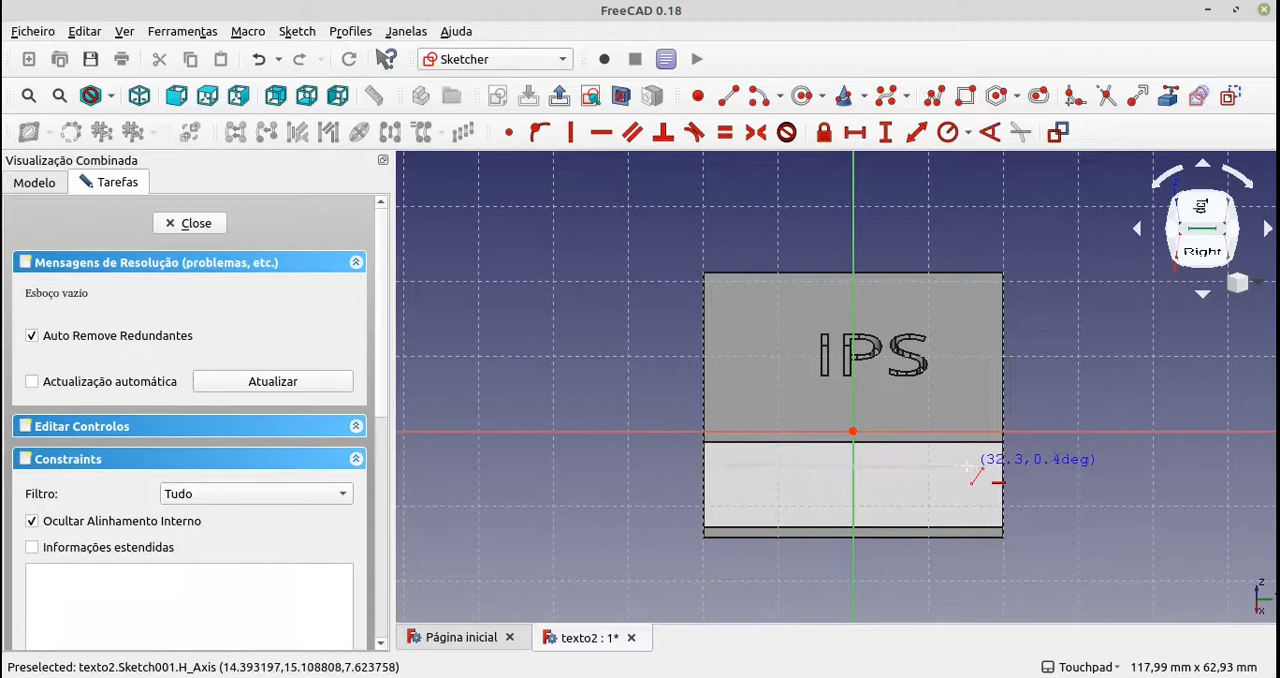 FreeCAD 0.18
Ficheiro Editar Ver Ferramentas Macro Sketch Profiles Janelas Ajuda
Sketcher
Visualização Combinada
Modelo Tarefas
Close
Mensagens de Resolução (problemas, etc.)
Esboço vazio
Auto Remove Redundantes
Actualização automática Atualizar
Editar Controlos
Constraints
Filtro: Tudo
Ocultar Alinhamento Interno
Informações estendidas
Top
Right
IPS
(32.3,0.4deg)
z
x
Página inicial texto2 : 1*
Preselected: texto2.Sketch001.H_Axis (14.393197,15.108808,7.623758) Touchpad 117,99 mm x 62,93 mm